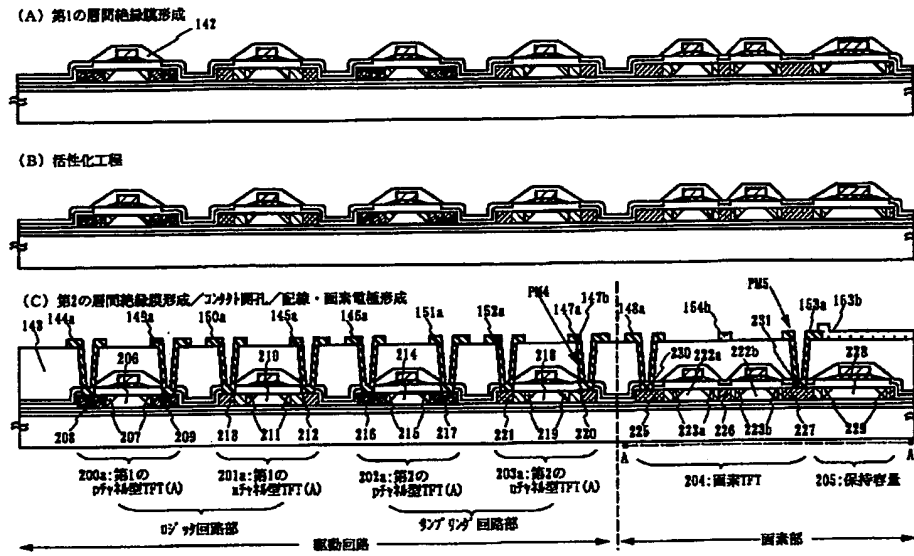 (A) 第1の層間絶縁膜形成
142
(B) 活性化工程
(C) 第2の層間絶縁膜形成/コンタクト開孔/配線・画素電極形成
143 144a 149a 150a 145a 146a 151a 152a PM4 147a 147b 148a 154b PM5 153a 153b
206 210 214 218 230 222a 222b 231 228
208 207 209 218 211 212 216 215 217 221 219 220 225 223a 226 223b 227 229
A A'
200a:第1のpチャネル型TFT(A)
201a:第1のnチャネル型TFT(A)
202a:第2のpチャネル型TFT(A)
203a:第2のnチャネル型TFT(A)
204:画素TFT
205:保持容量
ロジック回路部
サンプリング回路部
駆動回路
画素部